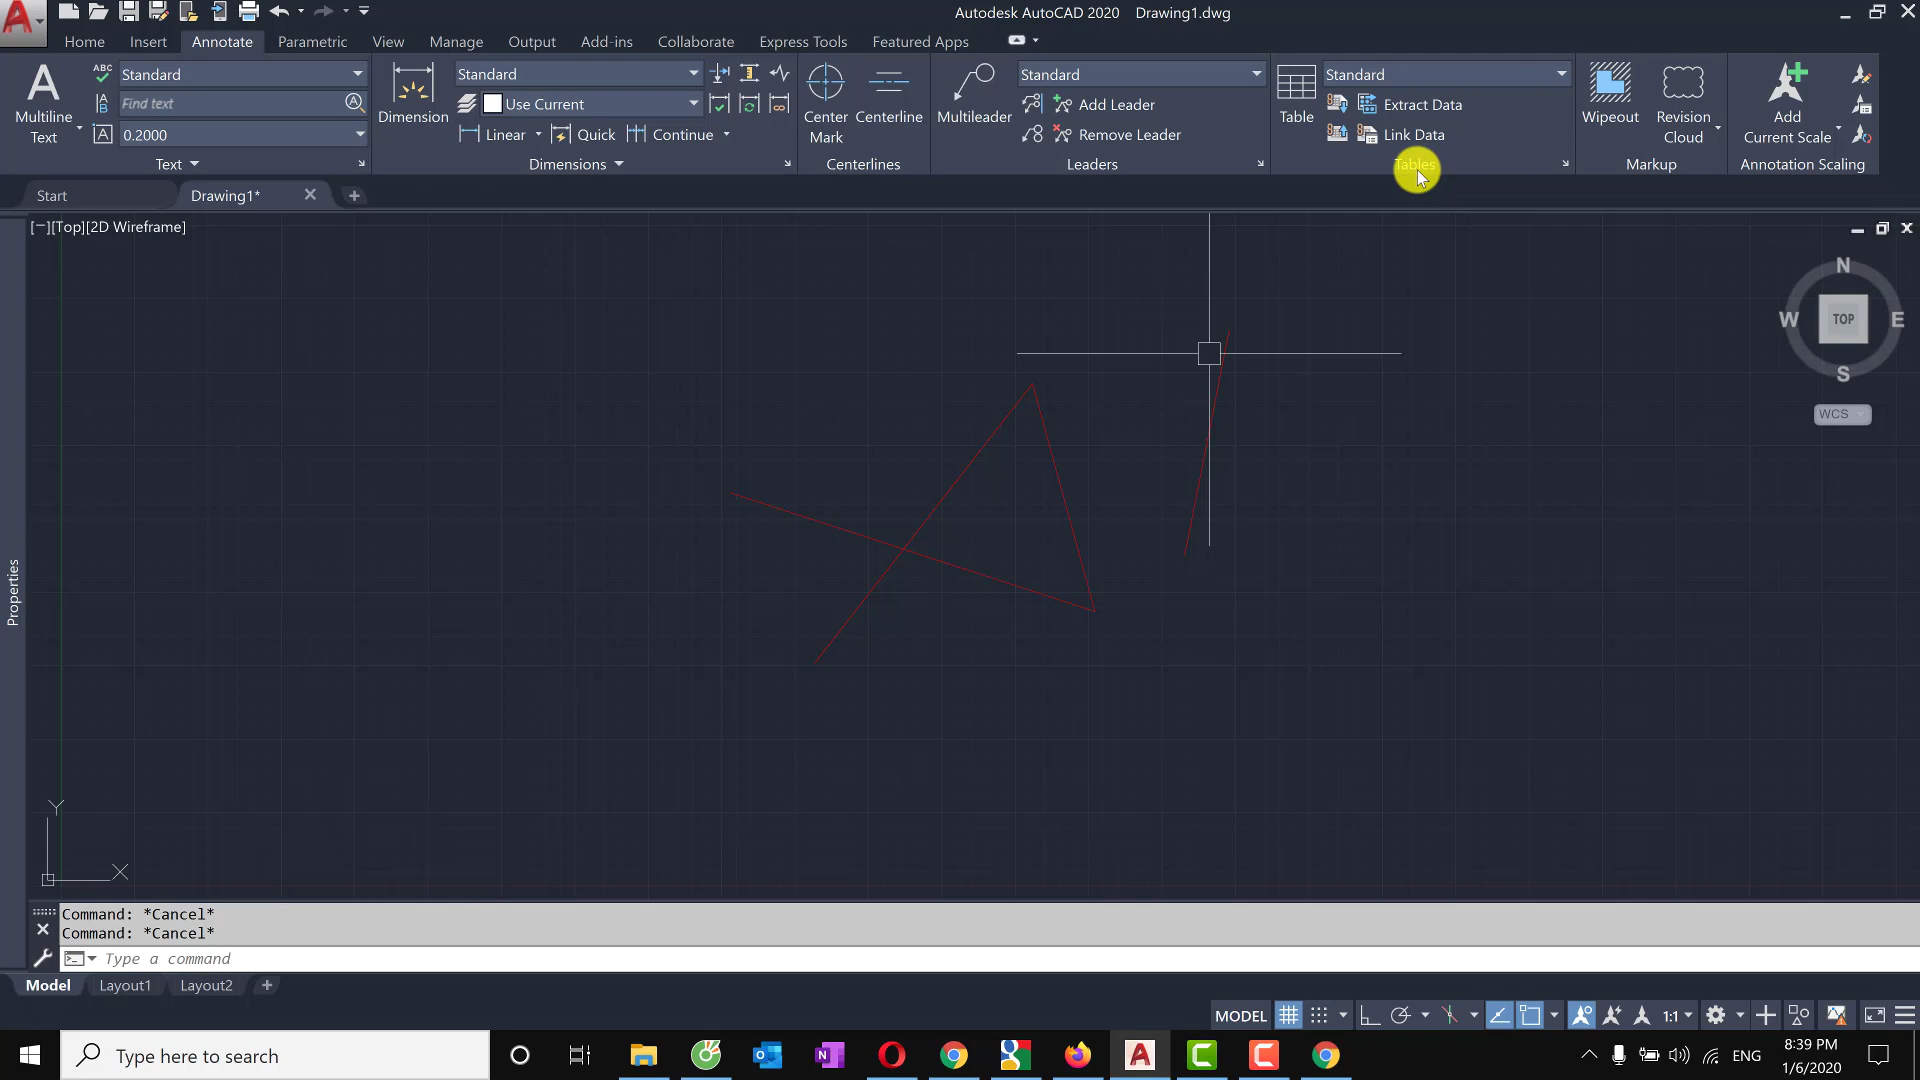 Autodesk AutoCAD 2020 Drawing1.dwg
Home Insert Annotate Parametric View Manage Output Add-ins Collaborate Express Tools Featured Apps
A
Multiline
Text
ABC
Standard
Find text
0.2000
Text
Dimension
Standard
Use Current
Linear Quick Continue
Dimensions
Center
Mark
Centerline
Centerlines
Multileader
Standard
Add Leader
Remove Leader
Leaders
Table
Standard
Extract Data
Link Data
Tables
Wipeout
Revision
Cloud
Markup
Add
Current Scale
Annotation Scaling
Start Drawing1*
[−][Top][2D Wireframe]
N
W TOP E
S
WCS
Properties
Y
X
Command: *Cancel*
Command: *Cancel*
Type a command
Model Layout1 Layout2
MODEL 1:1
Type here to search
ENG
8:39 PM
1/6/2020